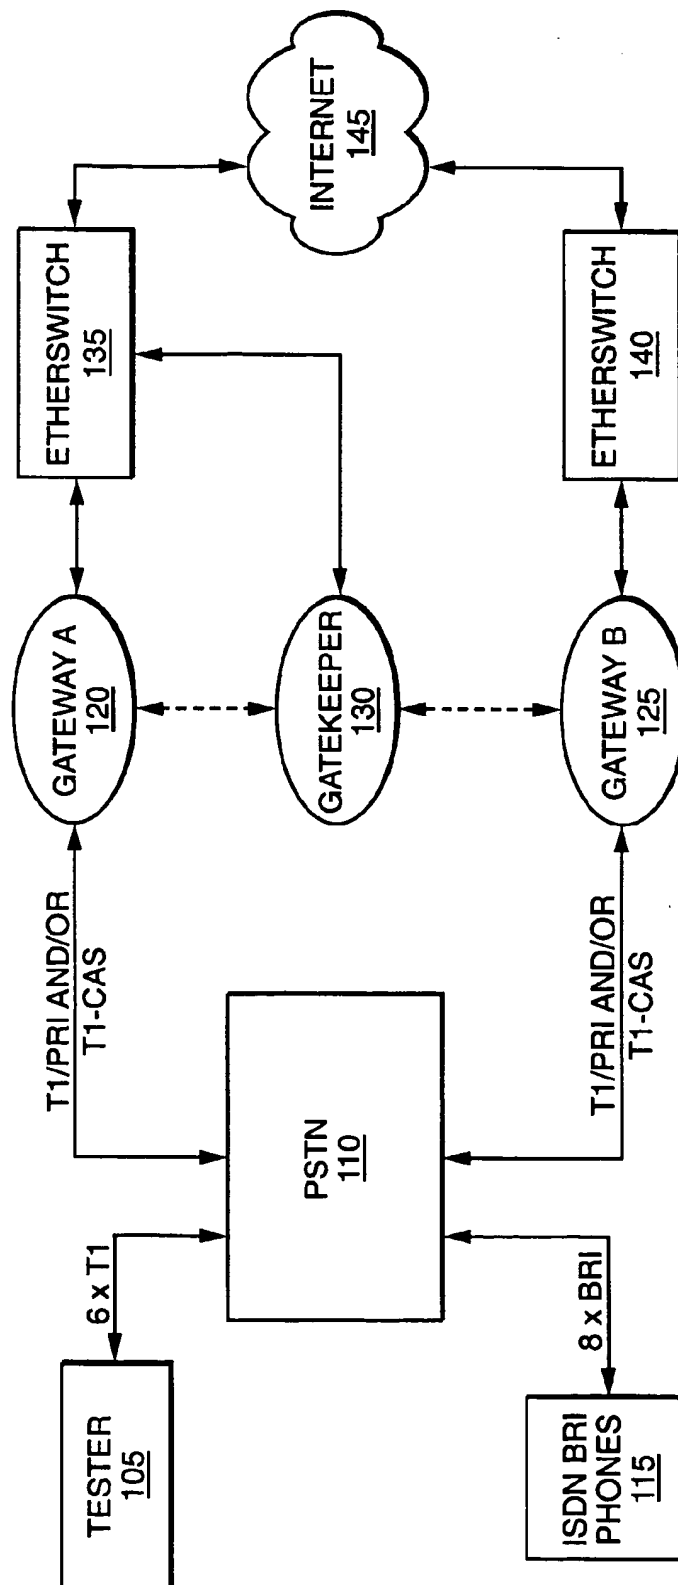 TESTER
105
6 x T1
PSTN
110
8 x BRI
ISDN BRI
PHONES
115
T1/PRI AND/OR
T1-CAS
T1/PRI AND/OR
T1-CAS
GATEWAY A
120
GATEKEEPER
130
GATEWAY B
125
ETHERSWITCH
135
ETHERSWITCH
140
INTERNET
145